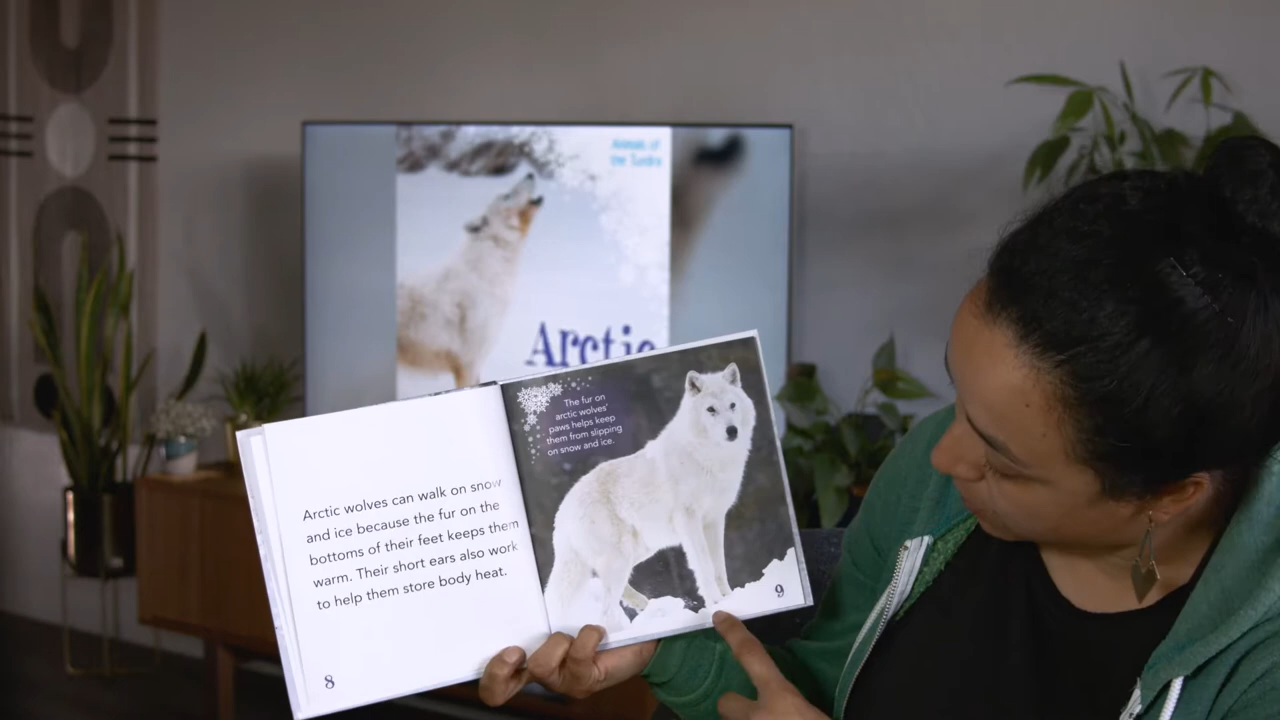 Animals of
the Tundra
Arctic
Arctic wolves can walk on snow
and ice because the fur on the
bottoms of their feet keeps them
warm. Their short ears also work
to help them store body heat.
8
The fur on
arctic wolves'
paws helps keep
them from slipping
on snow and ice.
9